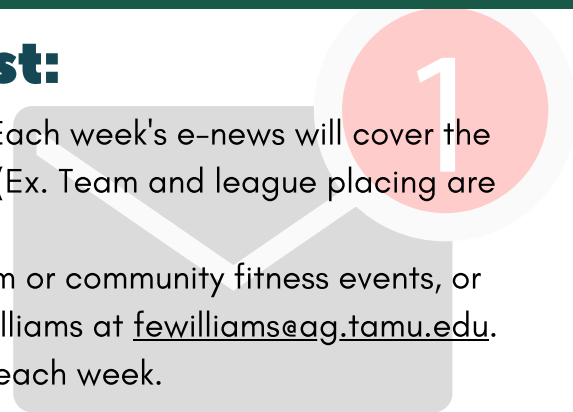 st:
1
Each week's e-news will cover the
(Ex. Team and league placing are
m or community fitness events, or
lliams at fewilliams@ag.tamu.edu.
each week.